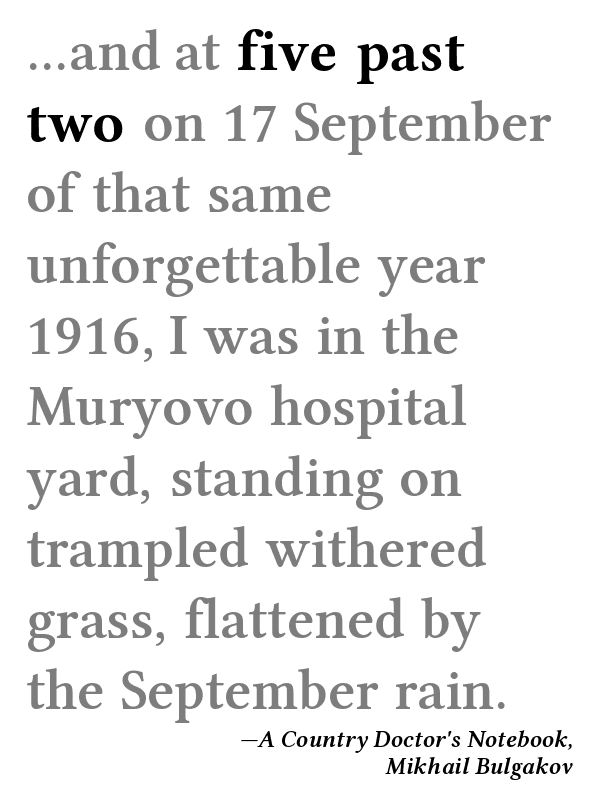 ...and at five past
two on 17 September
of that same
unforgettable year
1916, I was in the
Muryovo hospital
yard, standing on
trampled withered
grass, flattened by
the September rain.
—A Country Doctor's Notebook,
Mikhail Bulgakov